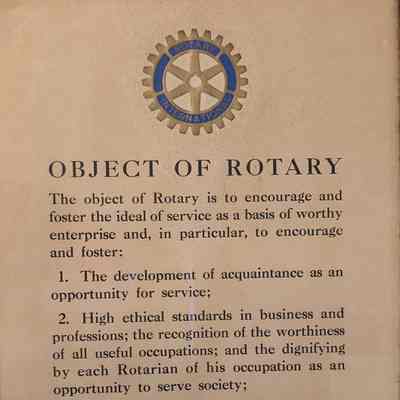 ROTARY
INTERNATIONAL
OBJECT OF ROTARY
The object of Rotary is to encourage and
foster the ideal of service as a basis of worthy
enterprise and, in particular, to encourage
and foster:
1. The development of acquaintance as an
opportunity for service;
2. High ethical standards in business and
professions; the recognition of the worthiness
of all useful occupations; and the dignifying
by each Rotarian of his occupation as an
opportunity to serve society;